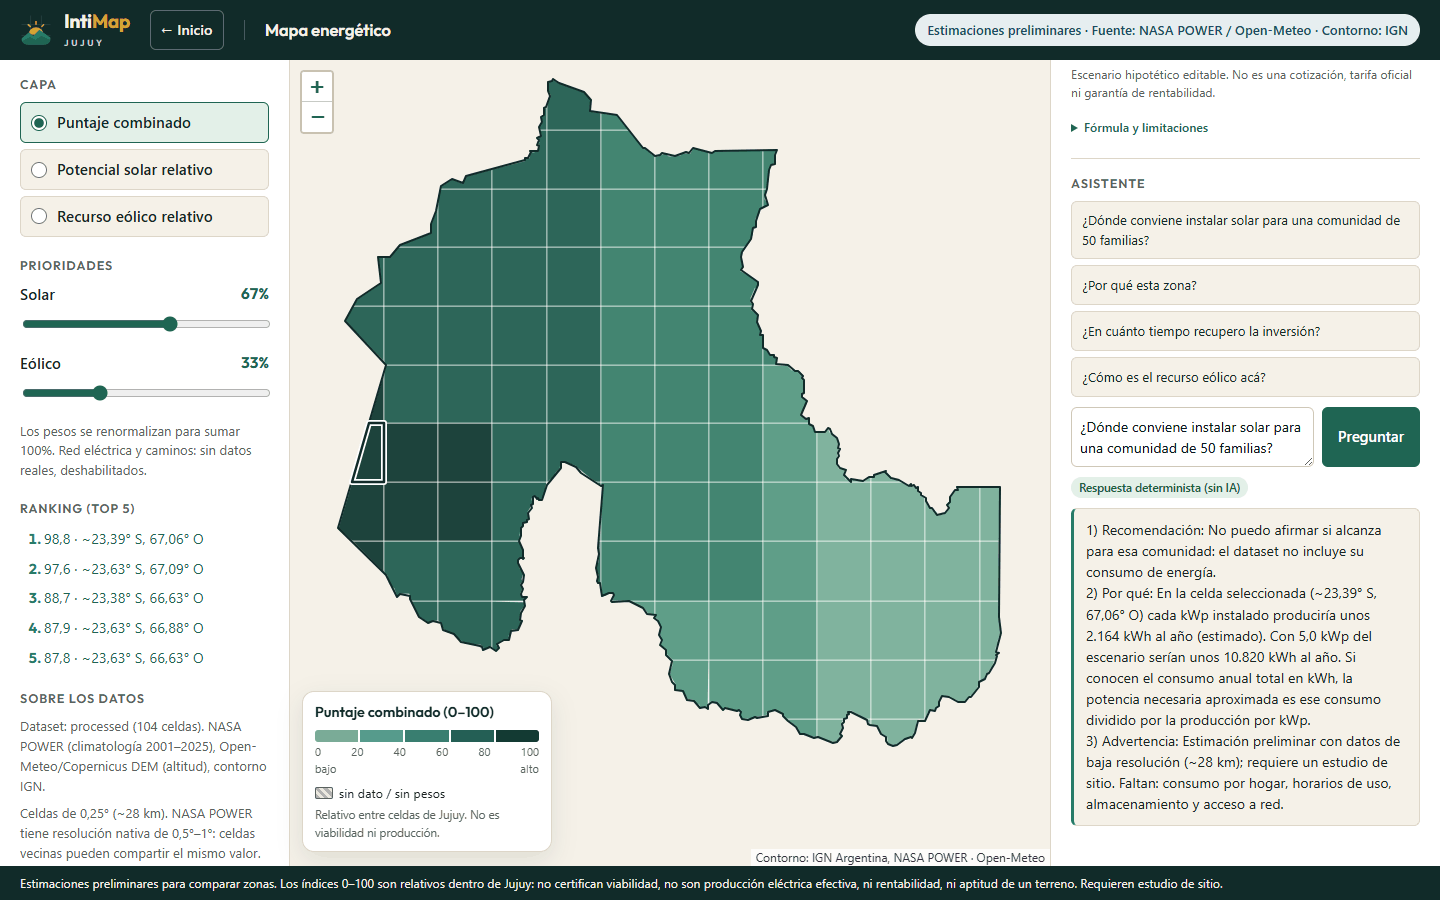 IntiMap
JUJUY
← Inicio
Mapa energético
Estimaciones preliminares · Fuente: NASA POWER / Open-Meteo · Contorno: IGN
CAPA
Puntaje combinado
Potencial solar relativo
Recurso eólico relativo
PRIORIDADES
Solar 67%
Eólico 33%
Los pesos se renormalizan para sumar
100%. Red eléctrica y caminos: sin datos
reales, deshabilitados.
RANKING (TOP 5)
1. 98,8 · ~23,39° S, 67,06° O
2. 97,6 · ~23,63° S, 67,09° O
3. 88,7 · ~23,38° S, 66,63° O
4. 87,9 · ~23,63° S, 66,88° O
5. 87,8 · ~23,63° S, 66,63° O
SOBRE LOS DATOS
Dataset: processed (104 celdas). NASA
POWER (climatología 2001–2025), Open-
Meteo/Copernicus DEM (altitud), contorno
IGN.
Celdas de 0,25° (~28 km). NASA POWER
tiene resolución nativa de 0,5°–1°: celdas
vecinas pueden compartir el mismo valor.
+
−
Puntaje combinado (0–100)
0 20 40 60 80 100
bajo alto
sin dato / sin pesos
Relativo entre celdas de Jujuy. No es
viabilidad ni producción.
Contorno: IGN Argentina, NASA POWER · Open-Meteo
Escenario hipotético editable. No es una cotización, tarifa oficial
ni garantía de rentabilidad.
Fórmula y limitaciones
ASISTENTE
¿Dónde conviene instalar solar para una comunidad de
50 familias?
¿Por qué esta zona?
¿En cuánto tiempo recupero la inversión?
¿Cómo es el recurso eólico acá?
¿Dónde conviene instalar solar para
una comunidad de 50 familias?
Preguntar
Respuesta determinista (sin IA)
1) Recomendación: No puedo afirmar si alcanza
para esa comunidad: el dataset no incluye su
consumo de energía.
2) Por qué: En la celda seleccionada (~23,39° S,
67,06° O) cada kWp instalado produciría unos
2.164 kWh al año (estimado). Con 5,0 kWp del
escenario serían unos 10.820 kWh al año. Si
conocen el consumo anual total en kWh, la
potencia necesaria aproximada es ese consumo
dividido por la producción por kWp.
3) Advertencia: Estimación preliminar con datos de
baja resolución (~28 km); requiere un estudio de
sitio. Faltan: consumo por hogar, horarios de uso,
almacenamiento y acceso a red.
Estimaciones preliminares para comparar zonas. Los índices 0–100 son relativos dentro de Jujuy: no certifican viabilidad, no son producción eléctrica efectiva, ni rentabilidad, ni aptitud de un terreno. Requieren estudio de sitio.